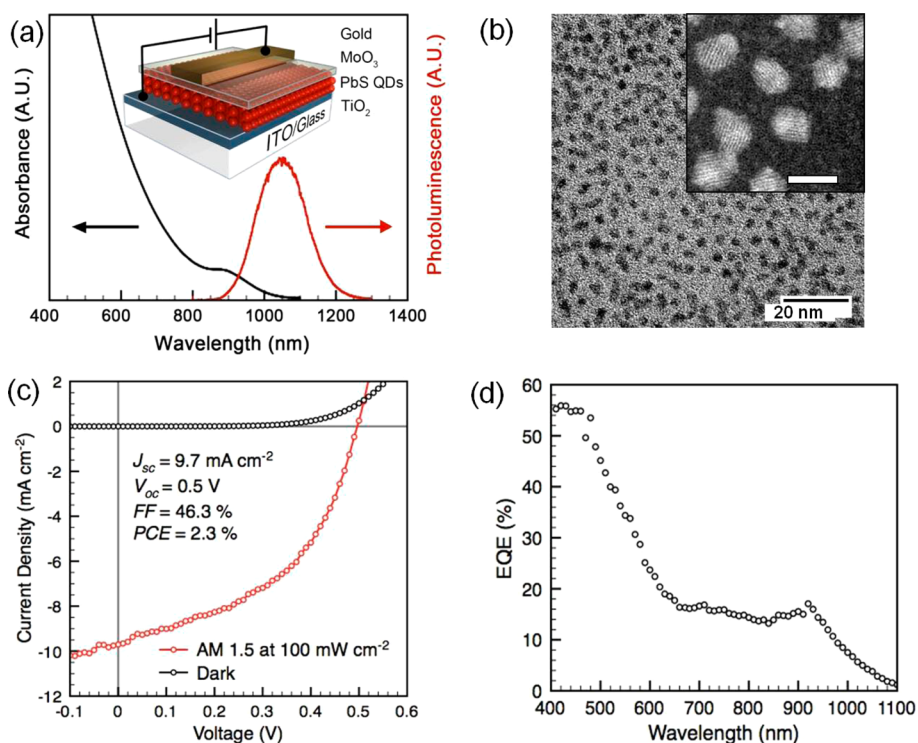 (a)
Absorbance (A.U.)
Gold
MoO3
PbS QDs
TiO2
ITO/Glass
Photoluminescence (A.U.)
400 600 800 1000 1200 1400
Wavelength (nm)
(b)
20 nm
(c)
Current Density (mA cm-2)
2
0
-2
-4
-6
-8
-10
-12
Jsc = 9.7 mA cm-2
Voc = 0.5 V
FF = 46.3 %
PCE = 2.3 %
AM 1.5 at 100 mW cm-2
Dark
-0.1 0 0.1 0.2 0.3 0.4 0.5 0.6
Voltage (V)
(d)
EQE (%)
60
50
40
30
20
10
0
400 500 600 700 800 900 1000 1100
Wavelength (nm)